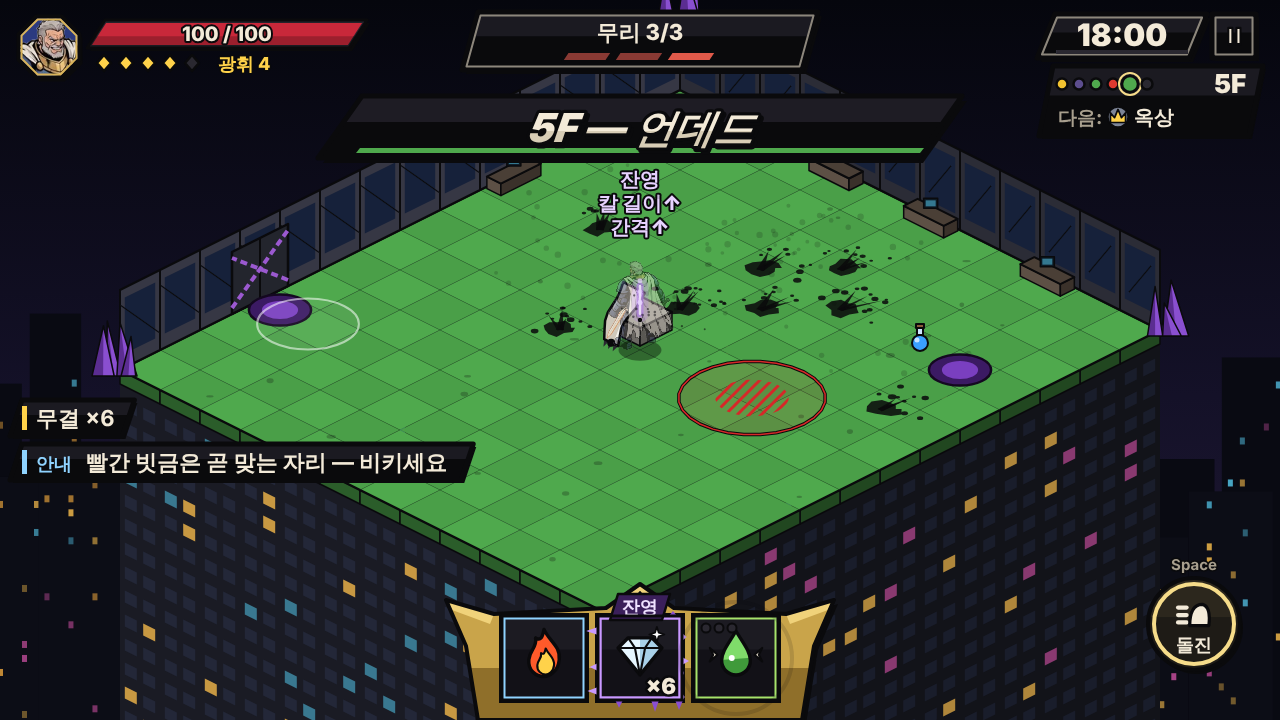 100 / 100
광휘 4
무리 3/3
18:00
5F
다음: 옥상
5F — 언데드
잔영
칼 길이↑
간격↑
무결 ×6
안내 빨간 빗금은 곧 맞는 자리 — 비키세요
Space
돌진
잔영
×6